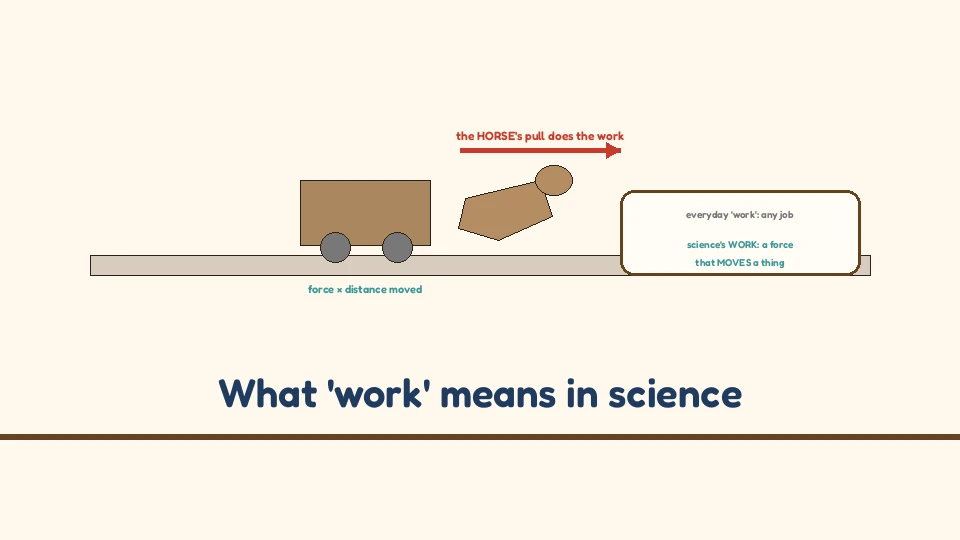 the HORSE's pull does the work
everyday 'work': any job
science's WORK: a force
that MOVES a thing
force × distance moved
What 'work' means in science